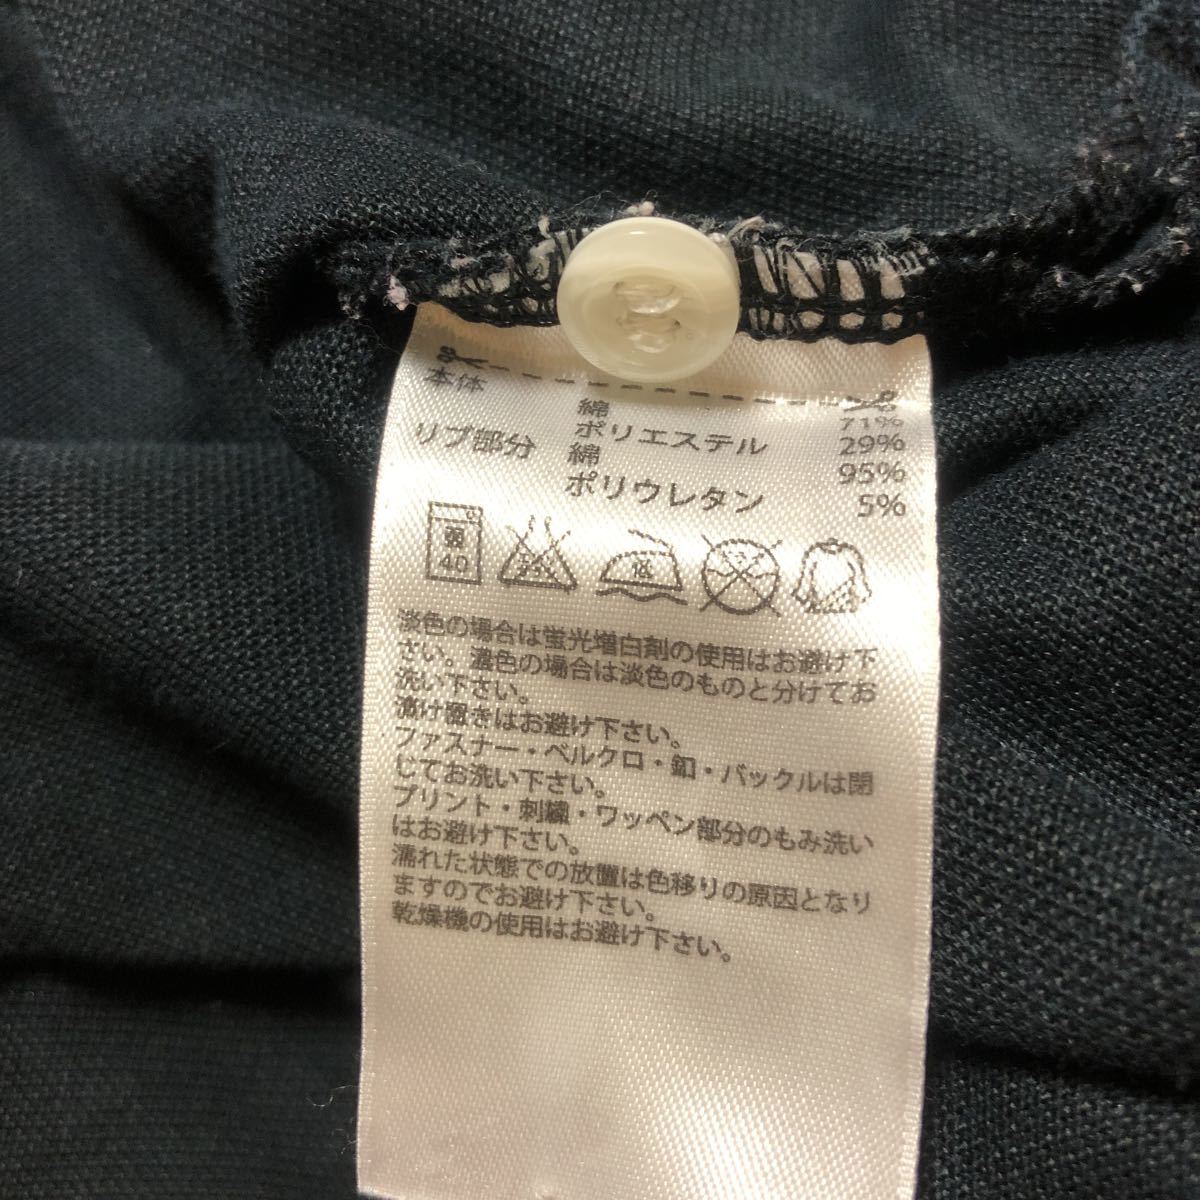 本体 綿 71%
ポリエステル 29%
リブ部分 綿 95%
ポリウレタン 5%
弱
40
淡色の場合は蛍光増白剤の使用はお避け下
さい。濃色の場合は淡色のものと分けてお
洗い下さい。
漬け置きはお避け下さい。
ファスナー・ベルクロ・釦・バックルは閉
じてお洗い下さい。
プリント・刺繍・ワッペン部分のもみ洗い
はお避け下さい。
濡れた状態での放置は色移りの原因となり
ますのでお避け下さい。
乾燥機の使用はお避け下さい。